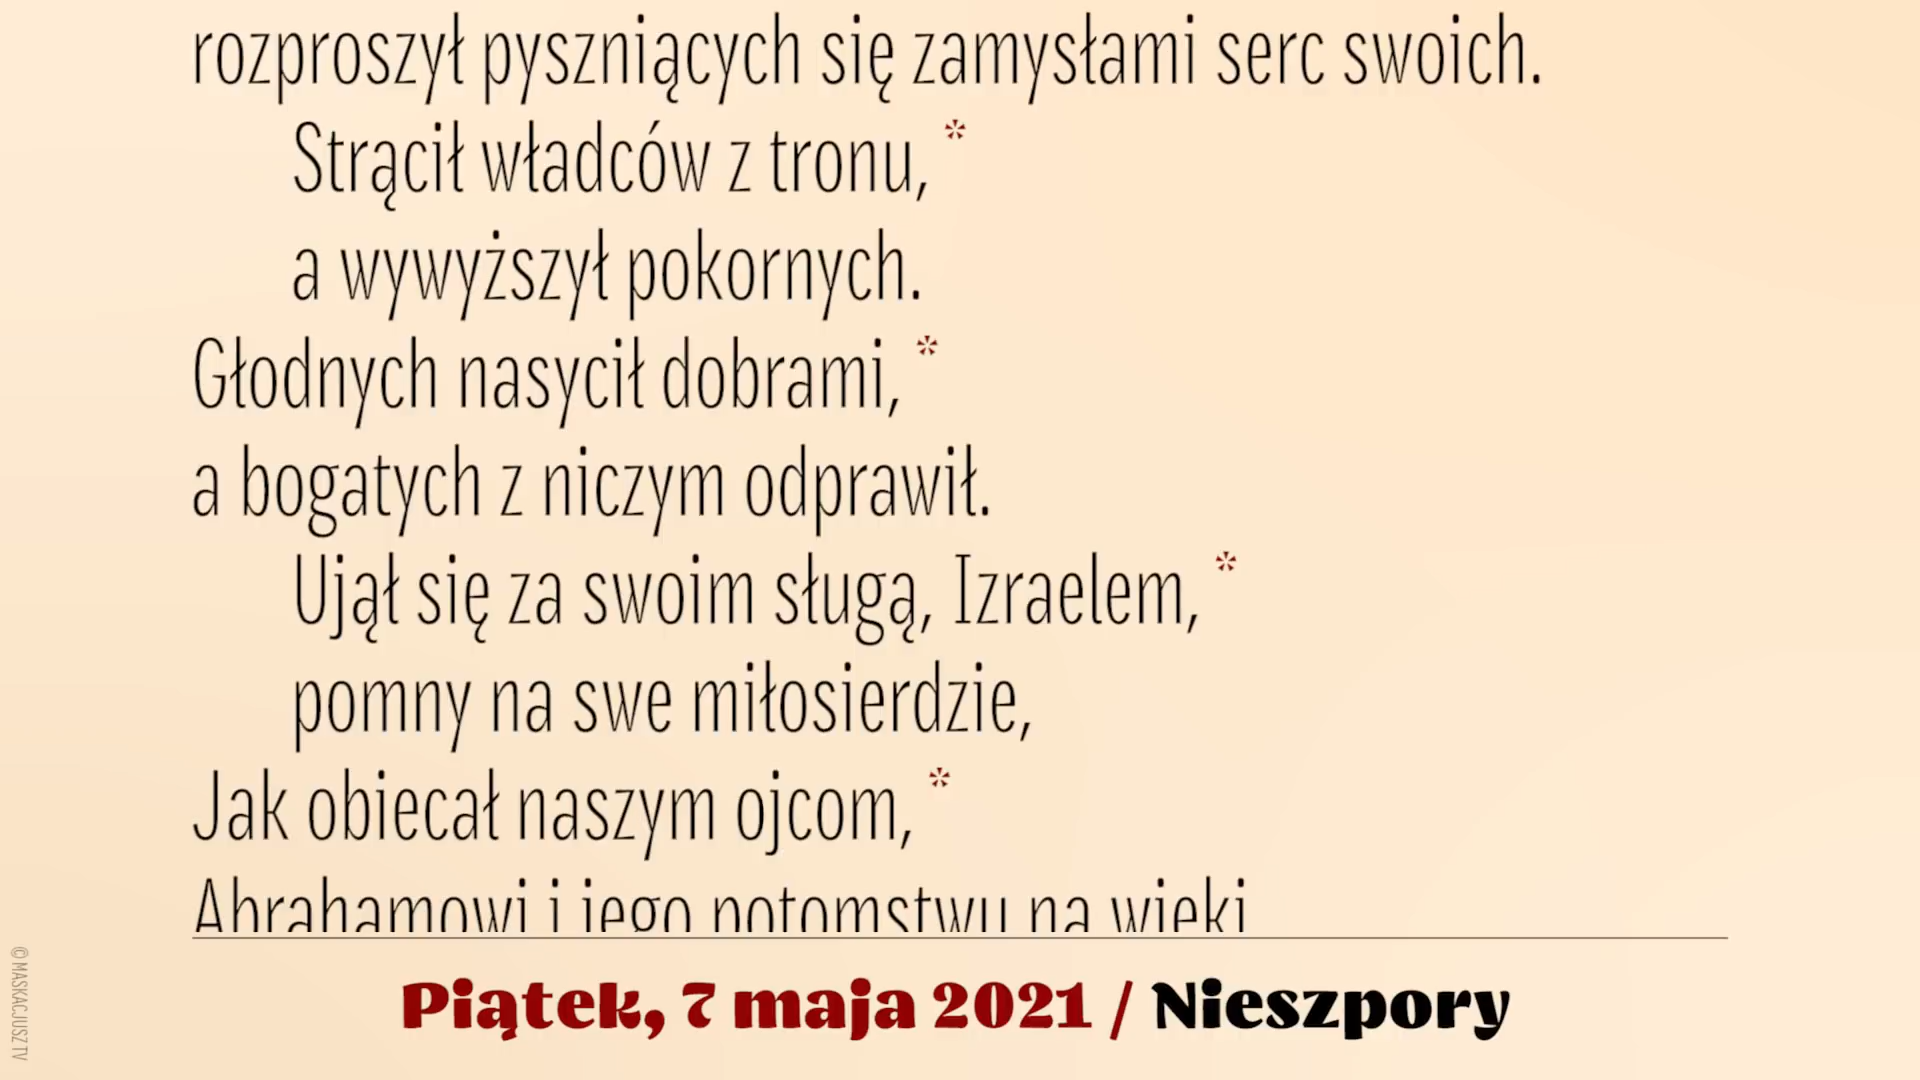 rozproszył pyszniących się zamysłami serc swoich.
Strącił władców z tronu, *
a wywyższył pokornych.
Głodnych nasycił dobrami, *
a bogatych z niczym odprawił.
Ujął się za swoim sługą, Izraelem, *
pomny na swe miłosierdzie,
Jak obiecał naszym ojcom, *
Abrahamowi i jego potomstwu na wieki
Piątek, 7 maja 2021 / Nieszpory
© MASKACJUSZ TV